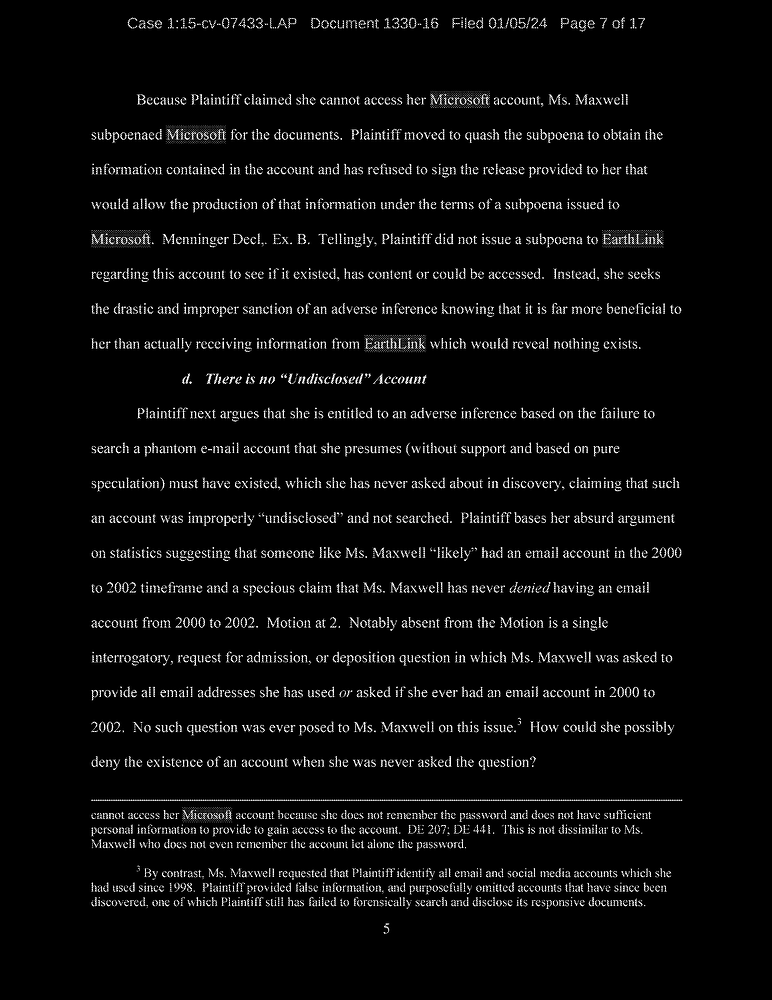 Case 1:15-cv-07433-LAP Document 1330-16 Filed 01/05/24 Page 7 of 17
Because Plaintiff claimed she cannot access her Microsoft account, Ms. Maxwell
subpoenaed Microsoft for the documents. Plaintiff moved to quash the subpoena to obtain the
information contained in the account and has refused to sign the release provided to her that
would allow the production of that information under the terms of a subpoena issued to
Microsoft. Menninger Decl,. Ex. B. Tellingly, Plaintiff did not issue a subpoena to EarthLink
regarding this account to see if it existed, has content or could be accessed. Instead, she seeks
the drastic and improper sanction of an adverse inference knowing that it is far more beneficial to
her than actually receiving information from EarthLink which would reveal nothing exists.
d. There is no “Undisclosed” Account
Plaintiff next argues that she is entitled to an adverse inference based on the failure to
search a phantom e-mail account that she presumes (without support and based on pure
speculation) must have existed, which she has never asked about in discovery, claiming that such
an account was improperly “undisclosed” and not searched. Plaintiff bases her absurd argument
on statistics suggesting that someone like Ms. Maxwell “likely” had an email account in the 2000
to 2002 timeframe and a specious claim that Ms. Maxwell has never denied having an email
account from 2000 to 2002. Motion at 2. Notably absent from the Motion is a single
interrogatory, request for admission, or deposition question in which Ms. Maxwell was asked to
provide all email addresses she has used or asked if she ever had an email account in 2000 to
2002. No such question was ever posed to Ms. Maxwell on this issue.3 How could she possibly
deny the existence of an account when she was never asked the question?
cannot access her Microsoft account because she does not remember the password and does not have sufficient
personal information to provide to gain access to the account. DE 207; DE 441. This is not dissimilar to Ms.
Maxwell who does not even remember the account let alone the password.
3 By contrast, Ms. Maxwell requested that Plaintiff identify all email and social media accounts which she
had used since 1998. Plaintiff provided false information, and purposefully omitted accounts that have since been
discovered, one of which Plaintiff still has failed to forensically search and disclose its responsive documents.
5